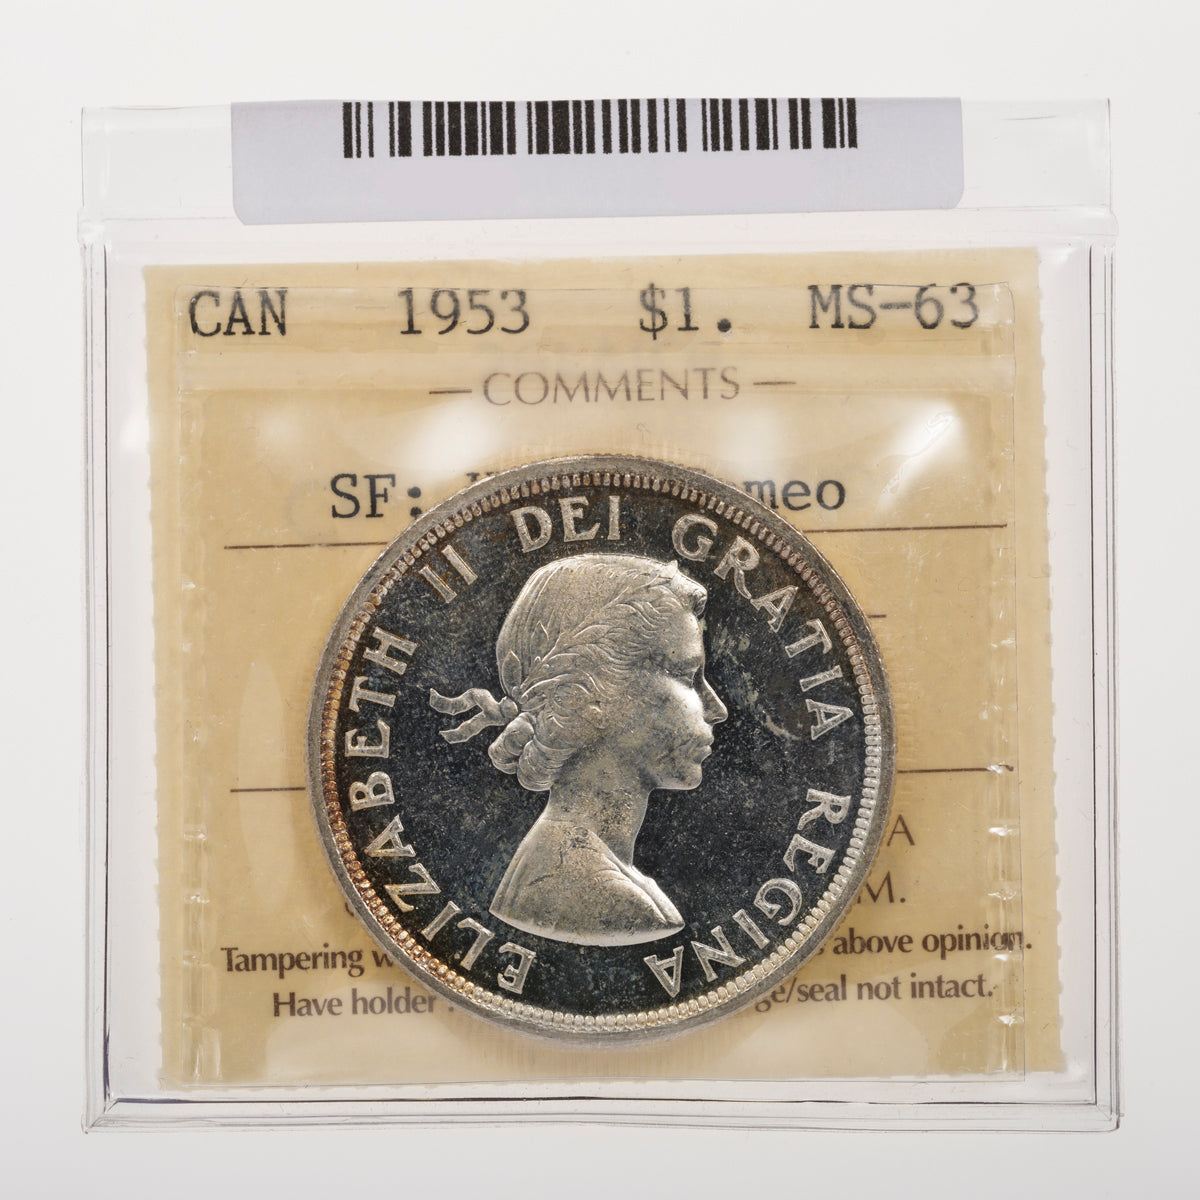 CAN 1953 $1. MS-63
— COMMENTS —
SF: meo
ELIZABETH II DEI GRATIA REGINA
A
M.
Tampering above opinion.
Have holder ge/seal not intact.